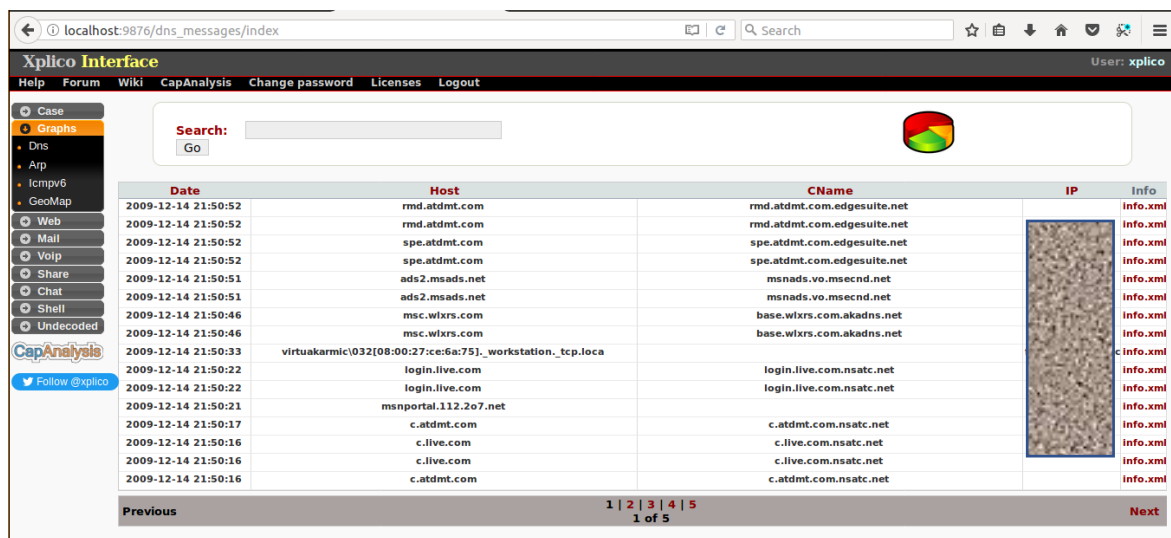 localhost:9876/dns_messages/index
Search
Xplico Interface
User: xplico
Help Forum Wiki CapAnalysis Change password Licenses Logout
Case
Graphs
Dns
Arp
Icmpv6
GeoMap
Web
Mail
Voip
Share
Chat
Shell
Undecoded
CapAnalysis
Follow @xplico
Search:
Go
Date Host CName IP Info
2009-12-14 21:50:52 rmd.atdmt.com rmd.atdmt.com.edgesuite.net info.xml
2009-12-14 21:50:52 rmd.atdmt.com rmd.atdmt.com.edgesuite.net info.xml
2009-12-14 21:50:52 spe.atdmt.com spe.atdmt.com.edgesuite.net info.xml
2009-12-14 21:50:52 spe.atdmt.com spe.atdmt.com.edgesuite.net info.xml
2009-12-14 21:50:51 ads2.msads.net msnads.vo.msecnd.net info.xml
2009-12-14 21:50:51 ads2.msads.net msnads.vo.msecnd.net info.xml
2009-12-14 21:50:46 msc.wlxrs.com base.wlxrs.com.akadns.net info.xml
2009-12-14 21:50:46 msc.wlxrs.com base.wlxrs.com.akadns.net info.xml
2009-12-14 21:50:33 virtuakarmic\032[08:00:27:ce:6a:75]._workstation._tcp.loca c info.xml
2009-12-14 21:50:22 login.live.com login.live.com.nsatc.net info.xml
2009-12-14 21:50:22 login.live.com login.live.com.nsatc.net info.xml
2009-12-14 21:50:21 msnportal.112.2o7.net info.xml
2009-12-14 21:50:17 c.atdmt.com c.atdmt.com.nsatc.net info.xml
2009-12-14 21:50:16 c.live.com c.live.com.nsatc.net info.xml
2009-12-14 21:50:16 c.live.com c.live.com.nsatc.net info.xml
2009-12-14 21:50:16 c.atdmt.com c.atdmt.com.nsatc.net info.xml
Previous 1 | 2 | 3 | 4 | 5 Next
1 of 5